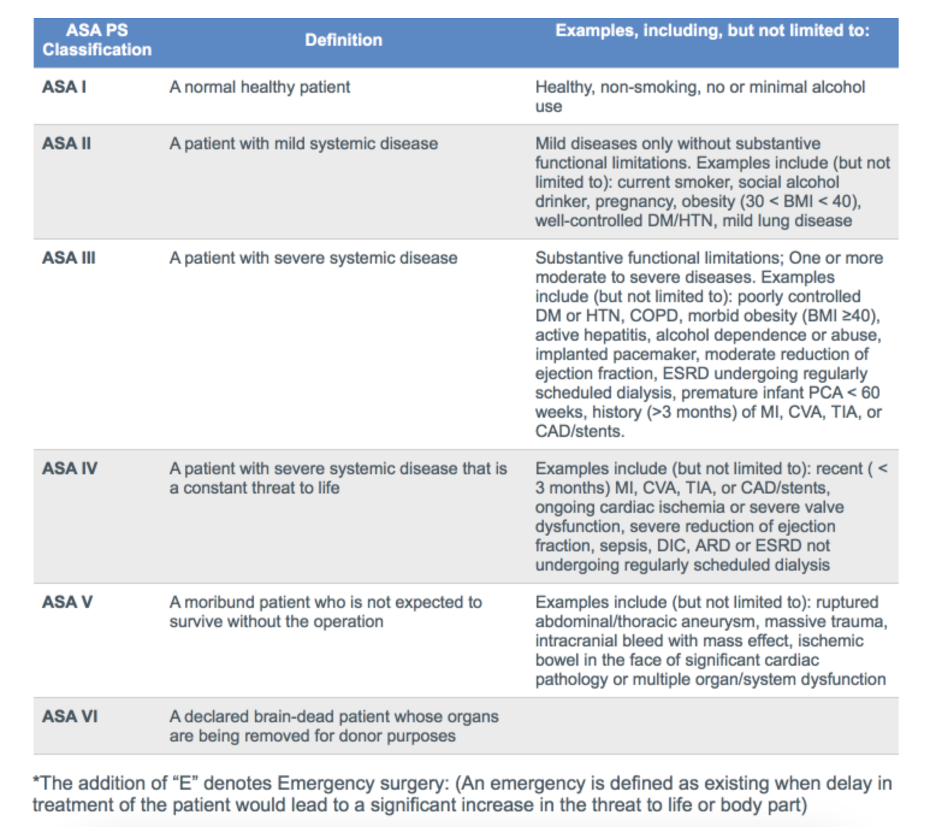 ASA PS
Classification
Definition
Examples, including, but not limited to:
ASA I
A normal healthy patient
Healthy, non-smoking, no or minimal alcohol
use
ASA II
A patient with mild systemic disease
Mild diseases only without substantive
functional limitations. Examples include (but not
limited to): current smoker, social alcohol
drinker, pregnancy, obesity (30 < BMI < 40),
well-controlled DM/HTN, mild lung disease
ASA III
A patient with severe systemic disease
Substantive functional limitations; One or more
moderate to severe diseases. Examples
include (but not limited to): poorly controlled
DM or HTN, COPD, morbid obesity (BMI ≥40),
active hepatitis, alcohol dependence or abuse,
implanted pacemaker, moderate reduction of
ejection fraction, ESRD undergoing regularly
scheduled dialysis, premature infant PCA < 60
weeks, history (>3 months) of MI, CVA, TIA, or
CAD/stents.
ASA IV
A patient with severe systemic disease that is
a constant threat to life
Examples include (but not limited to): recent ( <
3 months) MI, CVA, TIA, or CAD/stents,
ongoing cardiac ischemia or severe valve
dysfunction, severe reduction of ejection
fraction, sepsis, DIC, ARD or ESRD not
undergoing regularly scheduled dialysis
ASA V
A moribund patient who is not expected to
survive without the operation
Examples include (but not limited to): ruptured
abdominal/thoracic aneurysm, massive trauma,
intracranial bleed with mass effect, ischemic
bowel in the face of significant cardiac
pathology or multiple organ/system dysfunction
ASA VI
A declared brain-dead patient whose organs
are being removed for donor purposes
*The addition of “E” denotes Emergency surgery: (An emergency is defined as existing when delay in
treatment of the patient would lead to a significant increase in the threat to life or body part)